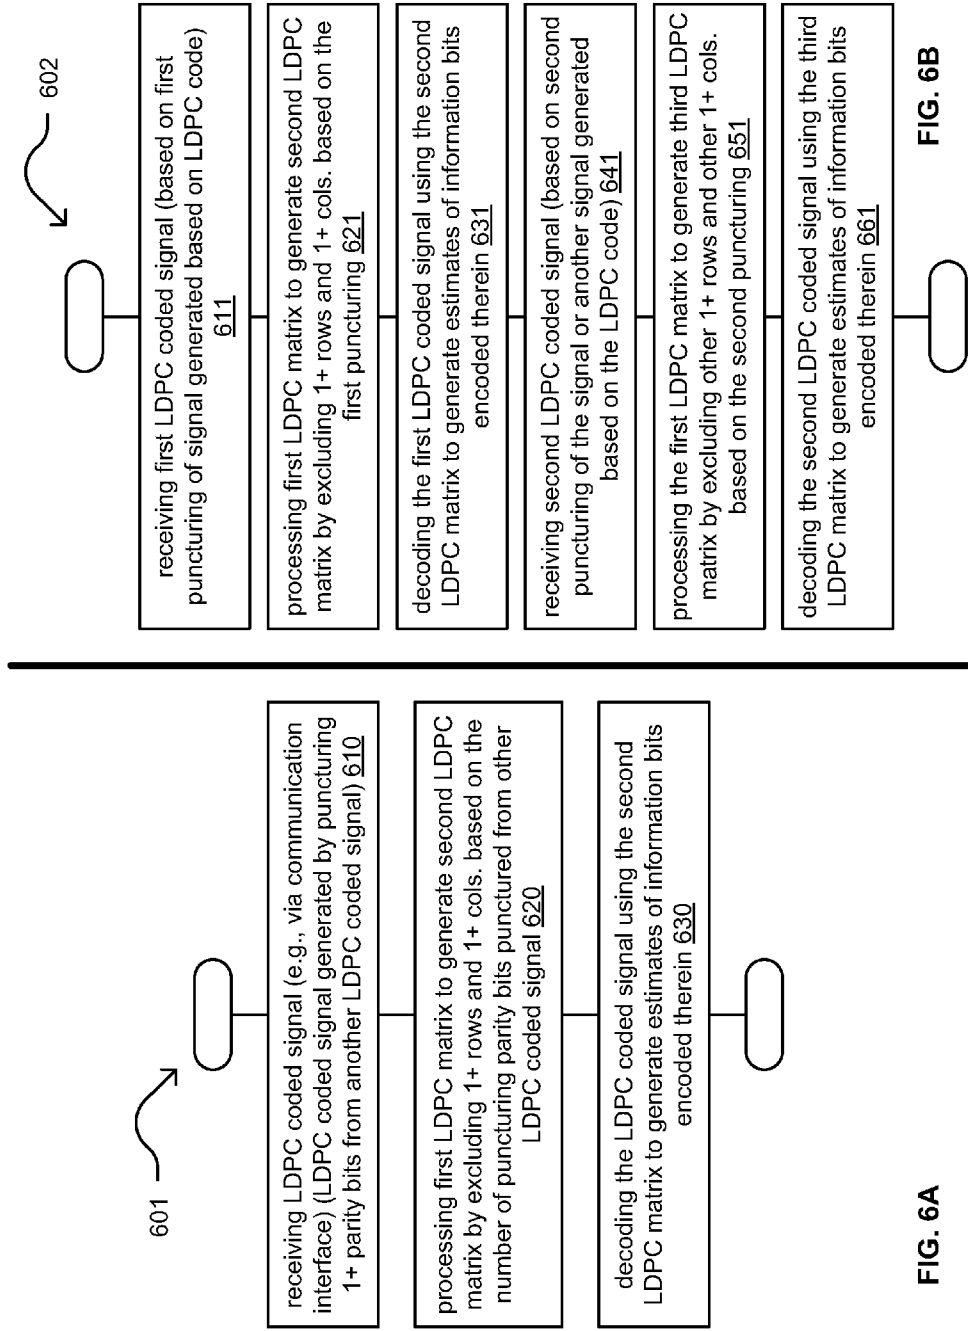 601
receiving LDPC coded signal (e.g., via communication
interface) (LDPC coded signal generated by puncturing
1+ parity bits from another LDPC coded signal) 610
processing first LDPC matrix to generate second LDPC
matrix by excluding 1+ rows and 1+ cols. based on the
number of puncturing parity bits punctured from other
LDPC coded signal 620
decoding the LDPC coded signal using the second
LDPC matrix to generate estimates of information bits
encoded therein 630
FIG. 6A
602
receiving first LDPC coded signal (based on first
puncturing of signal generated based on LDPC code)
611
processing first LDPC matrix to generate second LDPC
matrix by excluding 1+ rows and 1+ cols. based on the
first puncturing 621
decoding the first LDPC coded signal using the second
LDPC matrix to generate estimates of information bits
encoded therein 631
receiving second LDPC coded signal (based on second
puncturing of the signal or another signal generated
based on the LDPC code) 641
processing the first LDPC matrix to generate third LDPC
matrix by excluding other 1+ rows and other 1+ cols.
based on the second puncturing 651
decoding the second LDPC coded signal using the third
LDPC matrix to generate estimates of information bits
encoded therein 661
FIG. 6B